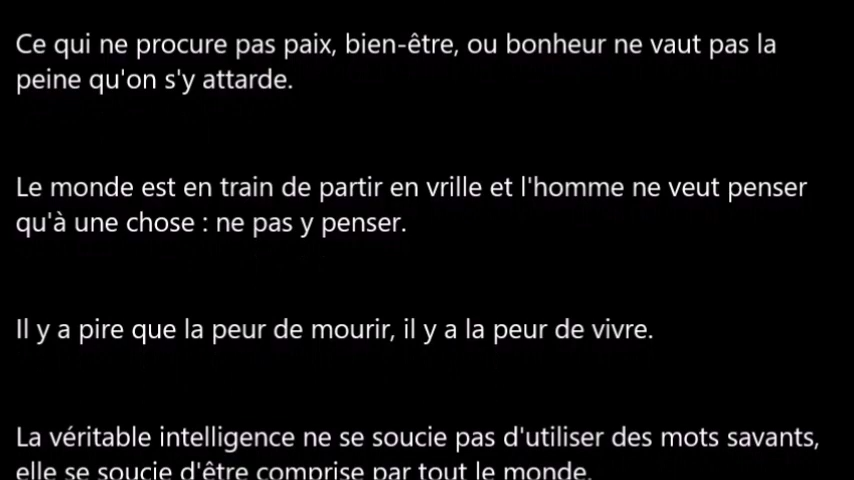 Ce qui ne procure pas paix, bien-être, ou bonheur ne vaut pas la
peine qu'on s'y attarde.
Le monde est en train de partir en vrille et l'homme ne veut penser
qu'à une chose : ne pas y penser.
Il y a pire que la peur de mourir, il y a la peur de vivre.
La véritable intelligence ne se soucie pas d'utiliser des mots savants,
elle se soucie d'être comprise par tout le monde.